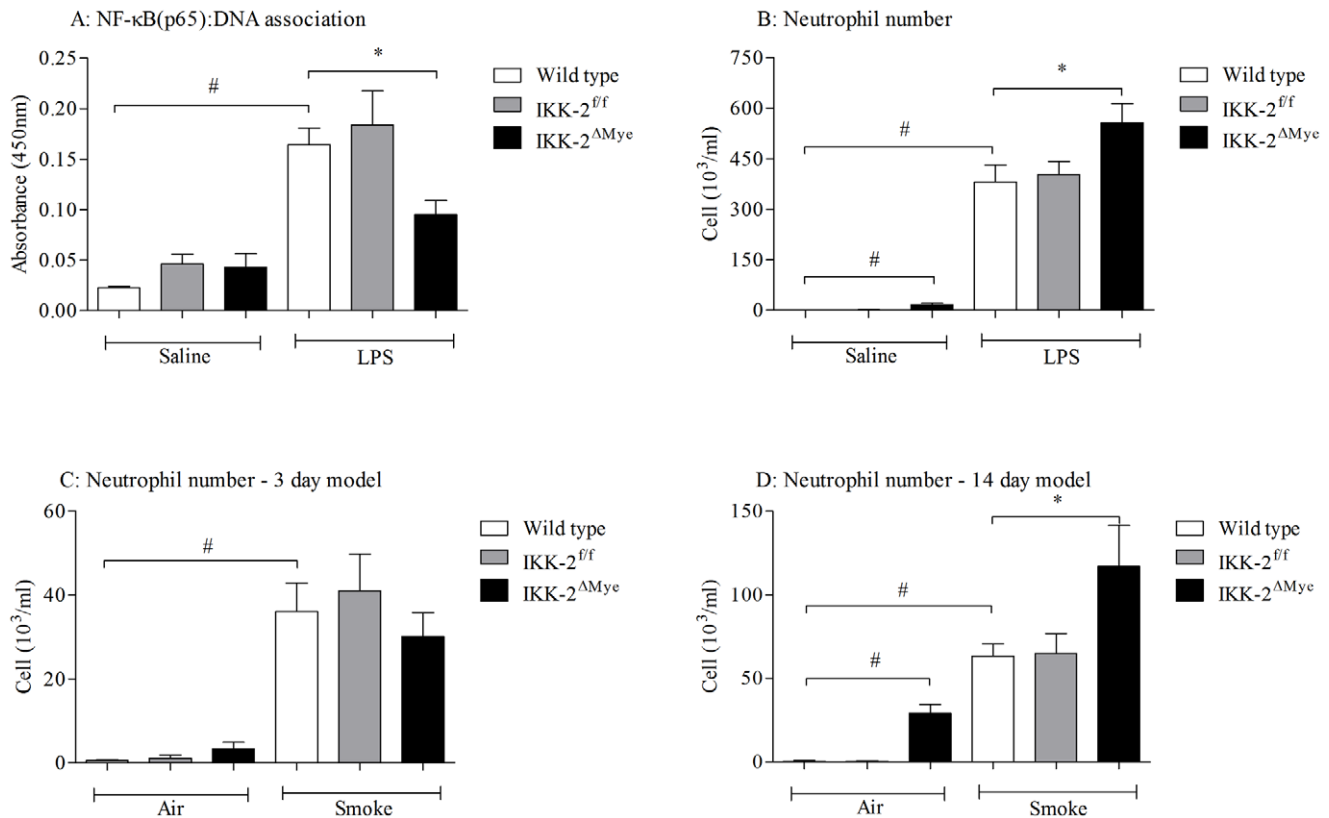 A: NF-κB(p65):DNA association
0.25
0.20
0.15
0.10
0.05
0.00
Absorbance (450nm)
#
*
Saline
LPS
Wild type
IKK-2f/f
IKK-2ΔMye
B: Neutrophil number
750
600
450
300
150
0
Cell (10³/ml)
#
#
*
Saline
LPS
Wild type
IKK-2f/f
IKK-2ΔMye
C: Neutrophil number - 3 day model
60
40
20
0
Cell (10³/ml)
#
Air
Smoke
Wild type
IKK-2f/f
IKK-2ΔMye
D: Neutrophil number - 14 day model
150
100
50
0
Cell (10³/ml)
#
#
*
Air
Smoke
Wild type
IKK-2f/f
IKK-2ΔMye